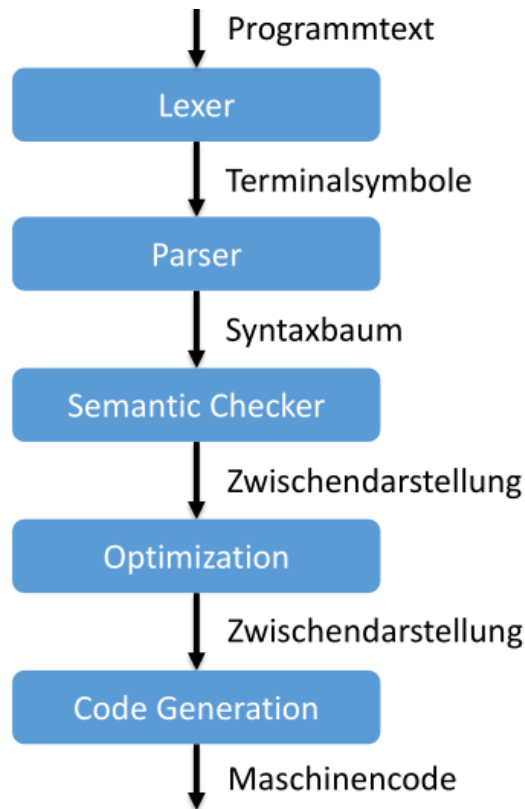 Programmtext
Lexer
Terminalsymbole
Parser
Syntaxbaum
Semantic Checker
Zwischendarstellung
Optimization
Zwischendarstellung
Code Generation
Maschinencode